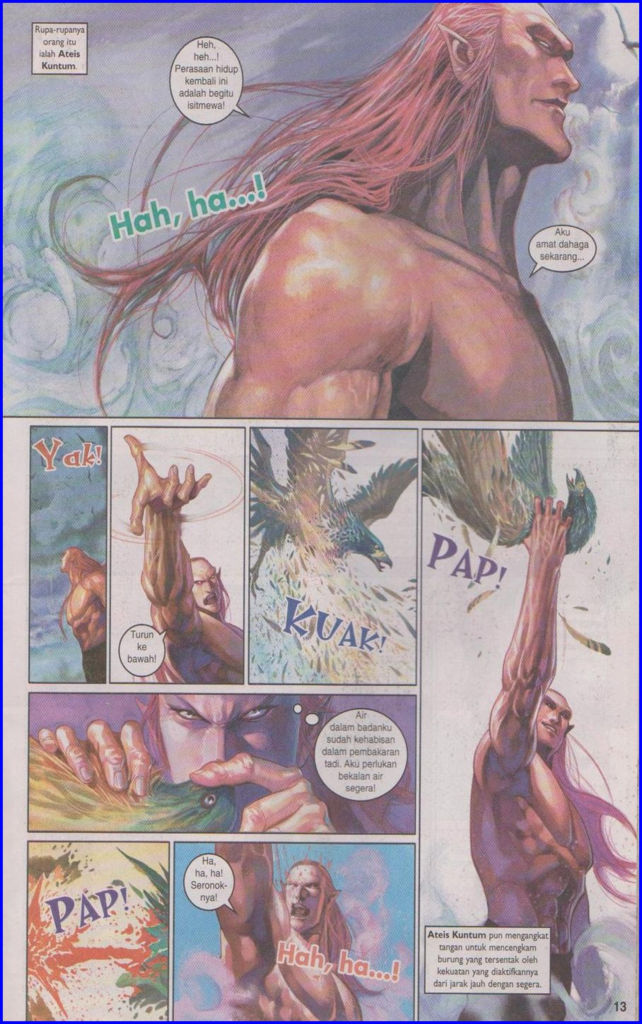 Rupa-rupanya
orang itu
ialah Ateis
Kuntum.
Heh,
heh...!
Perasaan hidup
kembali ini
adalah begitu
isitmewa!
Hah, ha...!
Aku
amat dahaga
sekarang...
Yak!
Turun
ke
bawah!
KUAK!
PAP!
Ateis Kuntum pun mengangkat
tangan untuk mencengkam
burung yang tersentak oleh
kekuatan yang diaktifkannya
dari jarak jauh dengan segera.
Air
dalam badanku
sudah kehabisan
dalam pembakaran
tadi. Aku perlukan
bekalan air
segera!
PAP!
Ha,
ha, ha!
Seronok-
nya!
Hah, ha...!
13